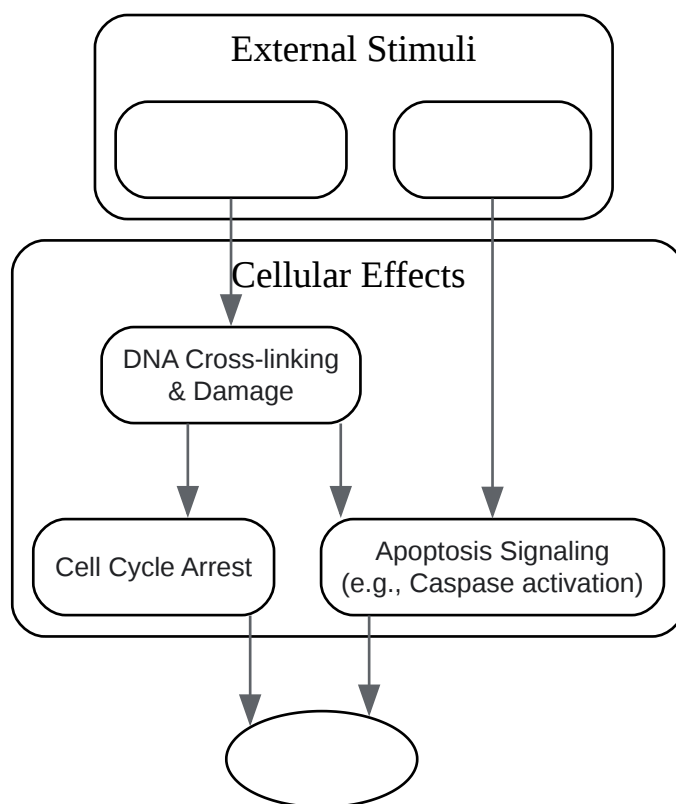 External Stimuli
Cellular Effects
DNA Cross-linking
& Damage
Cell Cycle Arrest
Apoptosis Signaling
(e.g., Caspase activation)